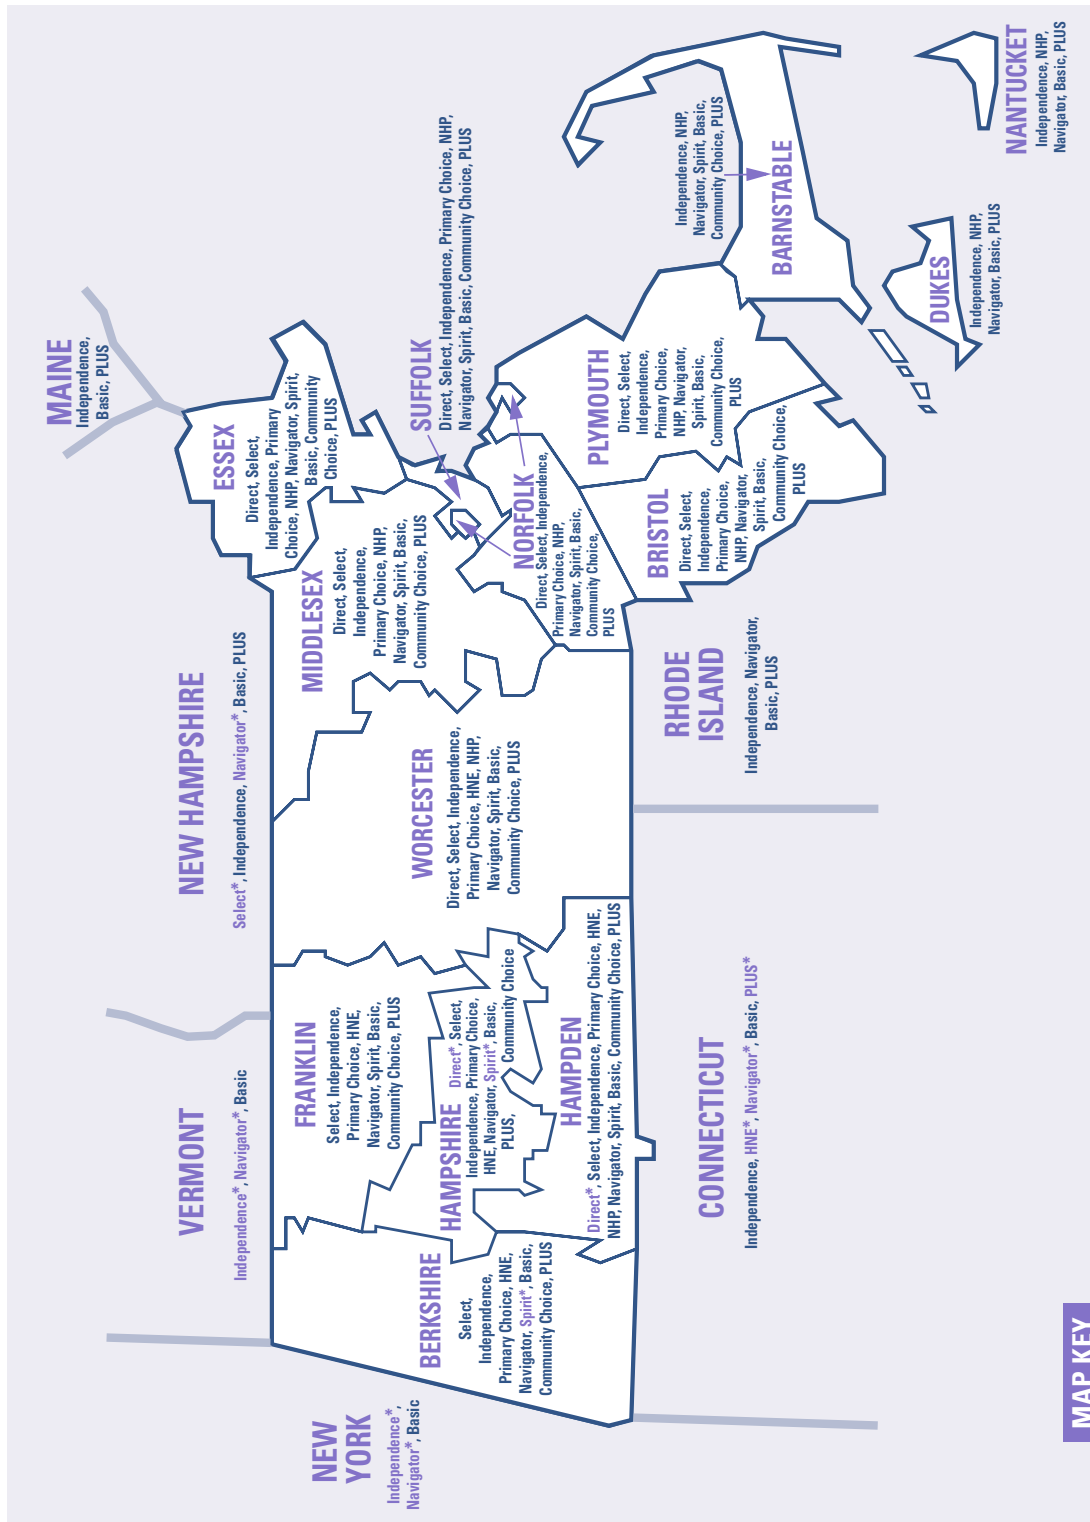 MAINE
Independence,
Basic, PLUS
NEW HAMPSHIRE
Select*, Independence, Navigator*, Basic, PLUS
VERMONT
Independence*, Navigator*, Basic
NEW
YORK
Independence*,
Navigator*, Basic
ESSEX
Direct, Select,
Independence, Primary
Choice, NHP, Navigator, Spirit,
Basic, Community
Choice, PLUS
MIDDLESEX
Direct, Select,
Independence,
Primary Choice, NHP,
Navigator, Spirit, Basic,
Community Choice, PLUS
SUFFOLK
Direct, Select, Independence, Primary Choice, NHP,
Navigator, Spirit, Basic, Community Choice, PLUS
FRANKLIN
Select, Independence,
Primary Choice, HNE,
Navigator, Spirit, Basic,
Community Choice, PLUS
WORCESTER
Direct, Select, Independence,
Primary Choice, HNE, NHP,
Navigator, Spirit, Basic,
Community Choice, PLUS
BERKSHIRE
Select,
Independence,
Primary Choice, HNE,
Navigator, Spirit*, Basic,
Community Choice, PLUS
HAMPSHIRE Direct*, Select,
Independence, Primary Choice,
HNE, Navigator, Spirit*, Basic,
PLUS, Community Choice
HAMPDEN
Direct*, Select, Independence, Primary Choice, HNE,
NHP, Navigator, Spirit, Basic, Community Choice, PLUS
NORFOLK
Direct, Select, Independence,
Primary Choice, NHP,
Navigator, Spirit, Basic,
Community Choice,
PLUS
PLYMOUTH
Direct, Select,
Independence,
Primary Choice,
NHP, Navigator,
Spirit, Basic,
Community Choice,
PLUS
BRISTOL
Direct, Select,
Independence,
Primary Choice,
NHP, Navigator,
Spirit, Basic,
Community Choice,
PLUS
Independence, NHP,
Navigator, Spirit, Basic,
Community Choice, PLUS
BARNSTABLE
DUKES
Independence, NHP,
Navigator, Basic, PLUS
NANTUCKET
Independence, NHP,
Navigator, Basic, PLUS
RHODE
ISLAND
Independence, Navigator,
Basic, PLUS
CONNECTICUT
Independence, HNE*, Navigator*, Basic, PLUS*
MAP KEY